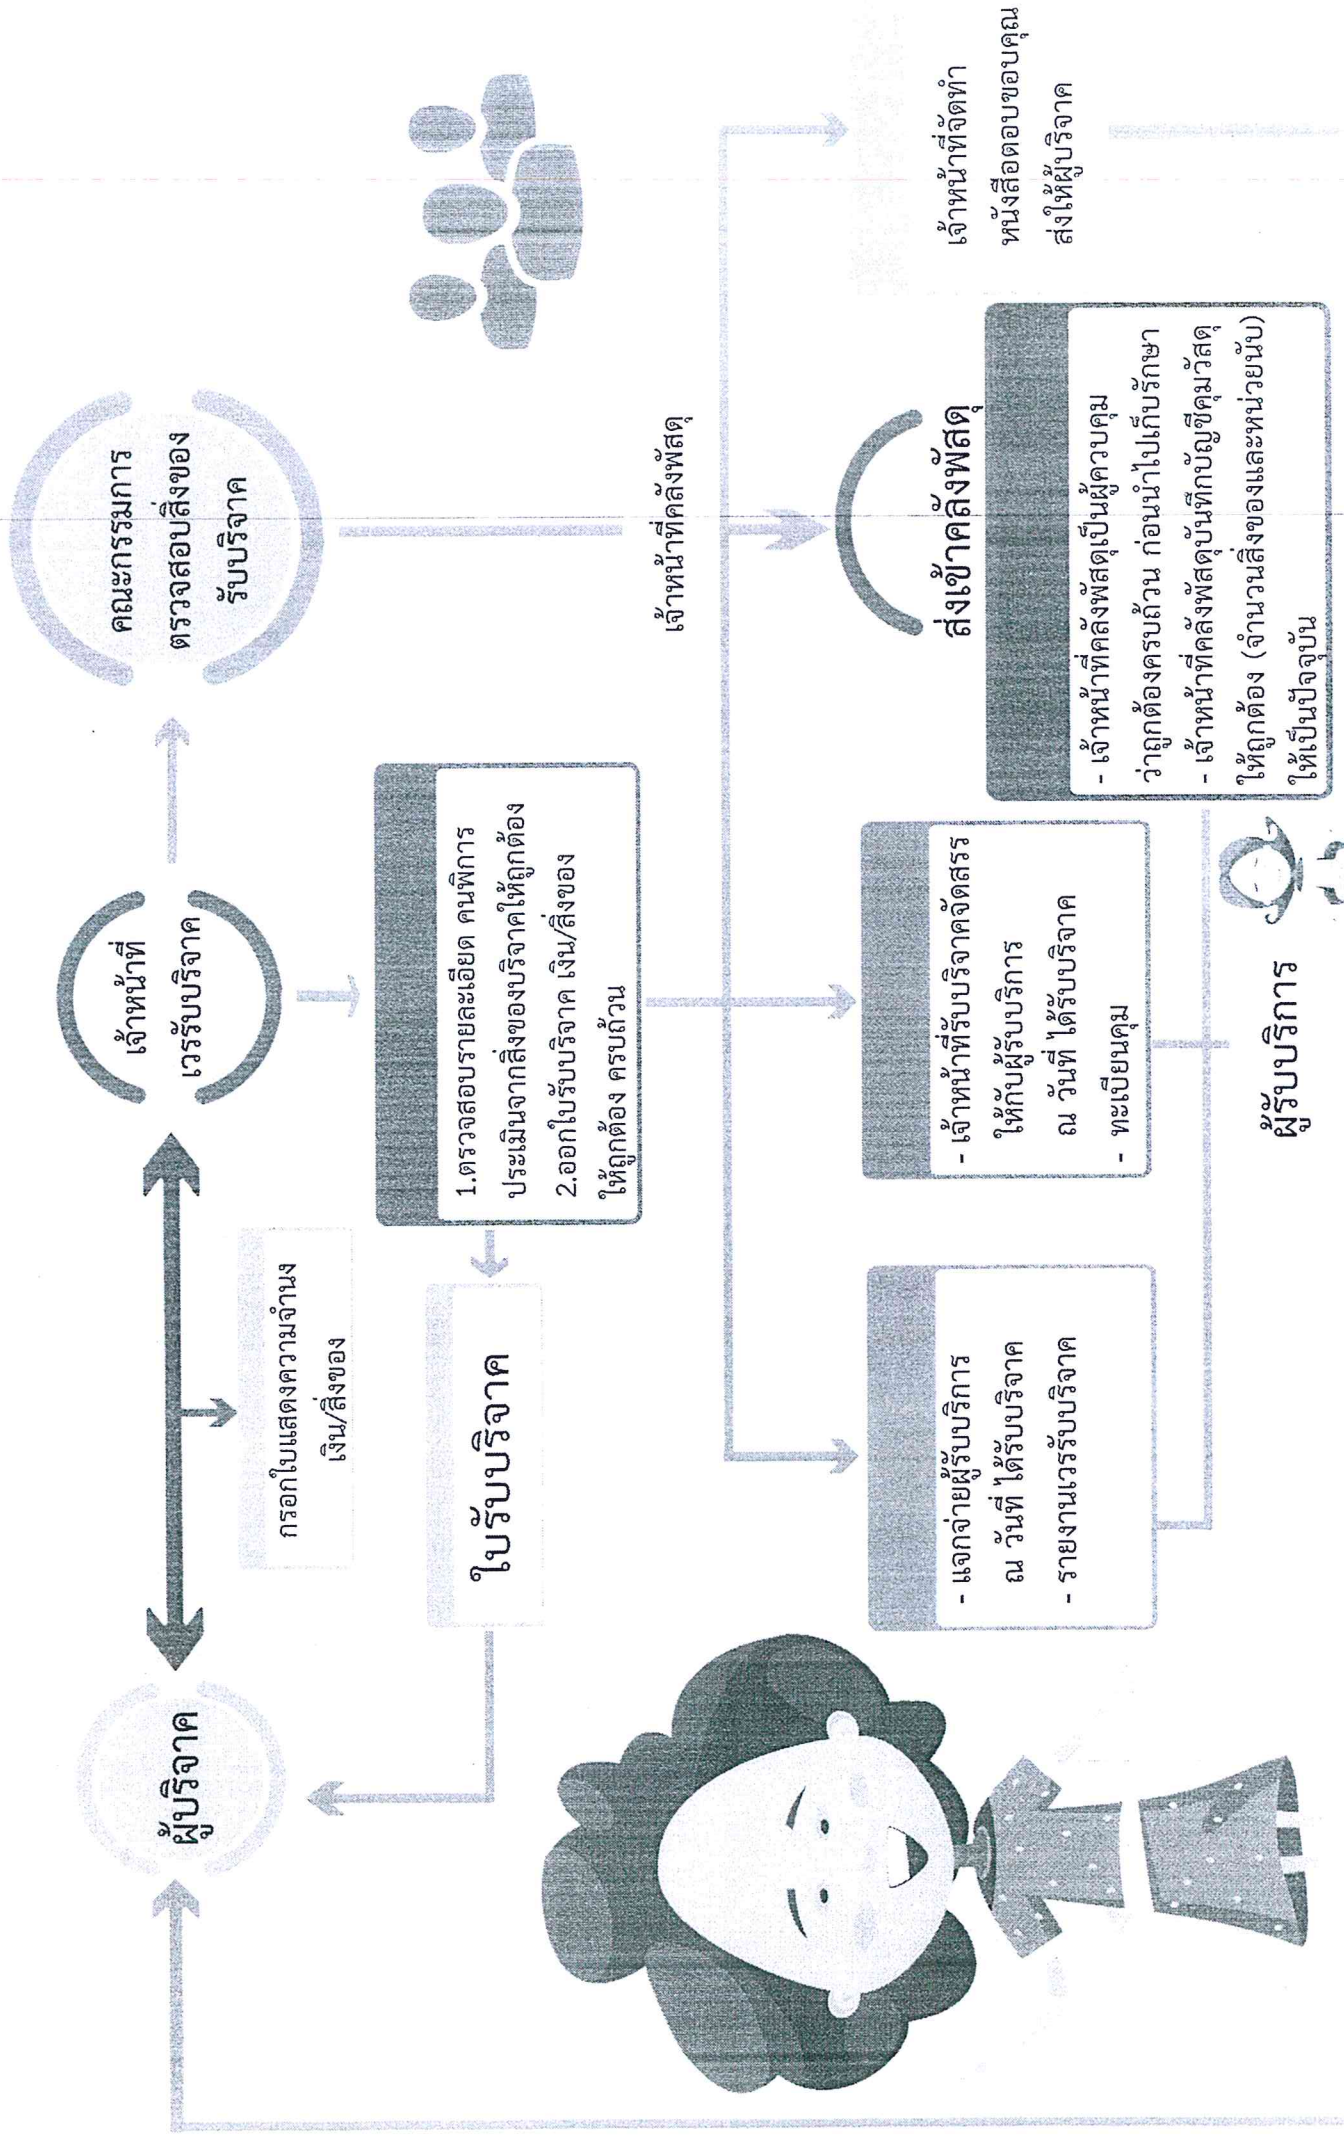 ผู้บริจาค
เจ้าหน้าที่
เวรรับบริจาค
คณะกรรมการ
ตรวจสอบสิ่งของ
รับบริจาค
กรอกใบแสดงความจำนง
เงิน/สิ่งของ
1.ตรวจสอบรายละเอียด คนพิการ
ประเมินจากสิ่งของบริจาคให้ถูกต้อง
2.ออกใบรับบริจาค เงิน/สิ่งของ
ให้ถูกต้อง ครบถ้วน
ใบรับบริจาค
เจ้าหน้าที่คลังพัสดุ
- แจกจ่ายผู้รับบริการ
ณ วันที่ ได้รับบริจาค
- รายงานเวรรับบริจาค
- เจ้าหน้าที่รับบริจาคจัดสรร
ให้กับผู้รับบริการ
ณ วันที่ ได้รับบริจาค
- ทะเบียนคุม
ส่งเข้าคลังพัสดุ
- เจ้าหน้าที่คลังพัสดุเป็นผู้ควบคุม
ว่าถูกต้องครบถ้วน ก่อนนำไปเก็บรักษา
- เจ้าหน้าที่คลังพัสดุบันทึกบัญชีคุมวัสดุ
ให้ถูกต้อง (จำนวนสิ่งของและหน่วยนับ)
ให้เป็นปัจจุบัน
เจ้าหน้าที่จัดทำ
หนังสือตอบขอบคุณ
ส่งให้ผู้บริจาค
ผู้รับบริการ